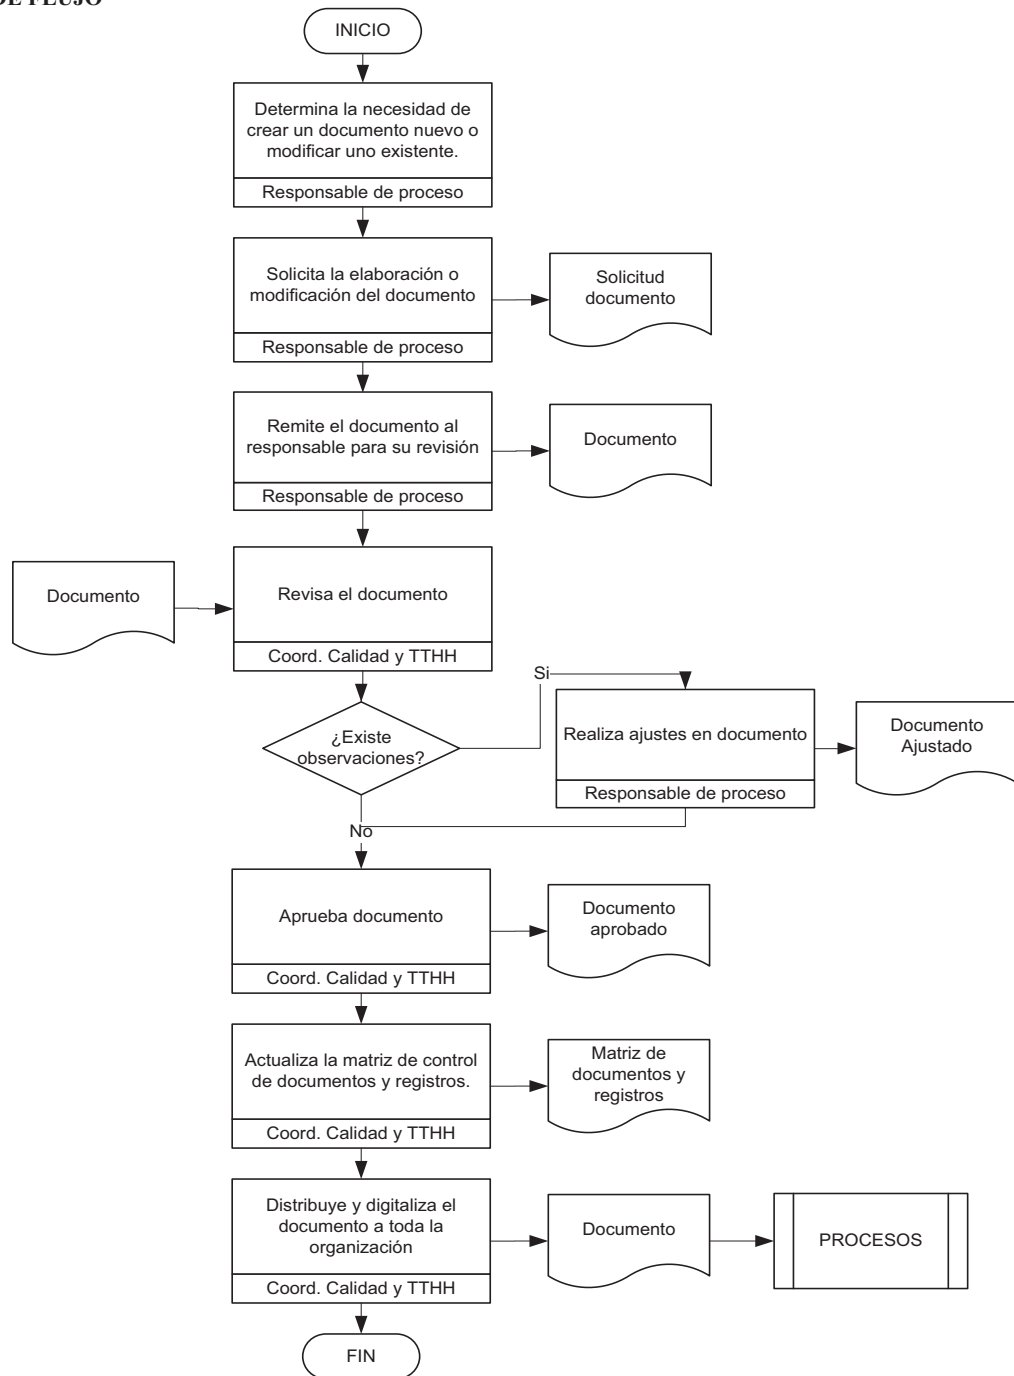 DE FLUJO
INICIO
Determina la necesidad de
crear un documento nuevo o
modificar uno existente.
Responsable de proceso
Solicita la elaboración o
modificación del documento
Responsable de proceso
Solicitud
documento
Remite el documento al
responsable para su revisión
Responsable de proceso
Documento
Documento
Revisa el documento
Coord. Calidad y TTHH
¿Existe
observaciones?
Si
Realiza ajustes en documento
Responsable de proceso
Documento
Ajustado
No
Aprueba documento
Coord. Calidad y TTHH
Documento
aprobado
Actualiza la matriz de control
de documentos y registros.
Coord. Calidad y TTHH
Matriz de
documentos y
registros
Distribuye y digitaliza el
documento a toda la
organización
Coord. Calidad y TTHH
Documento
PROCESOS
FIN